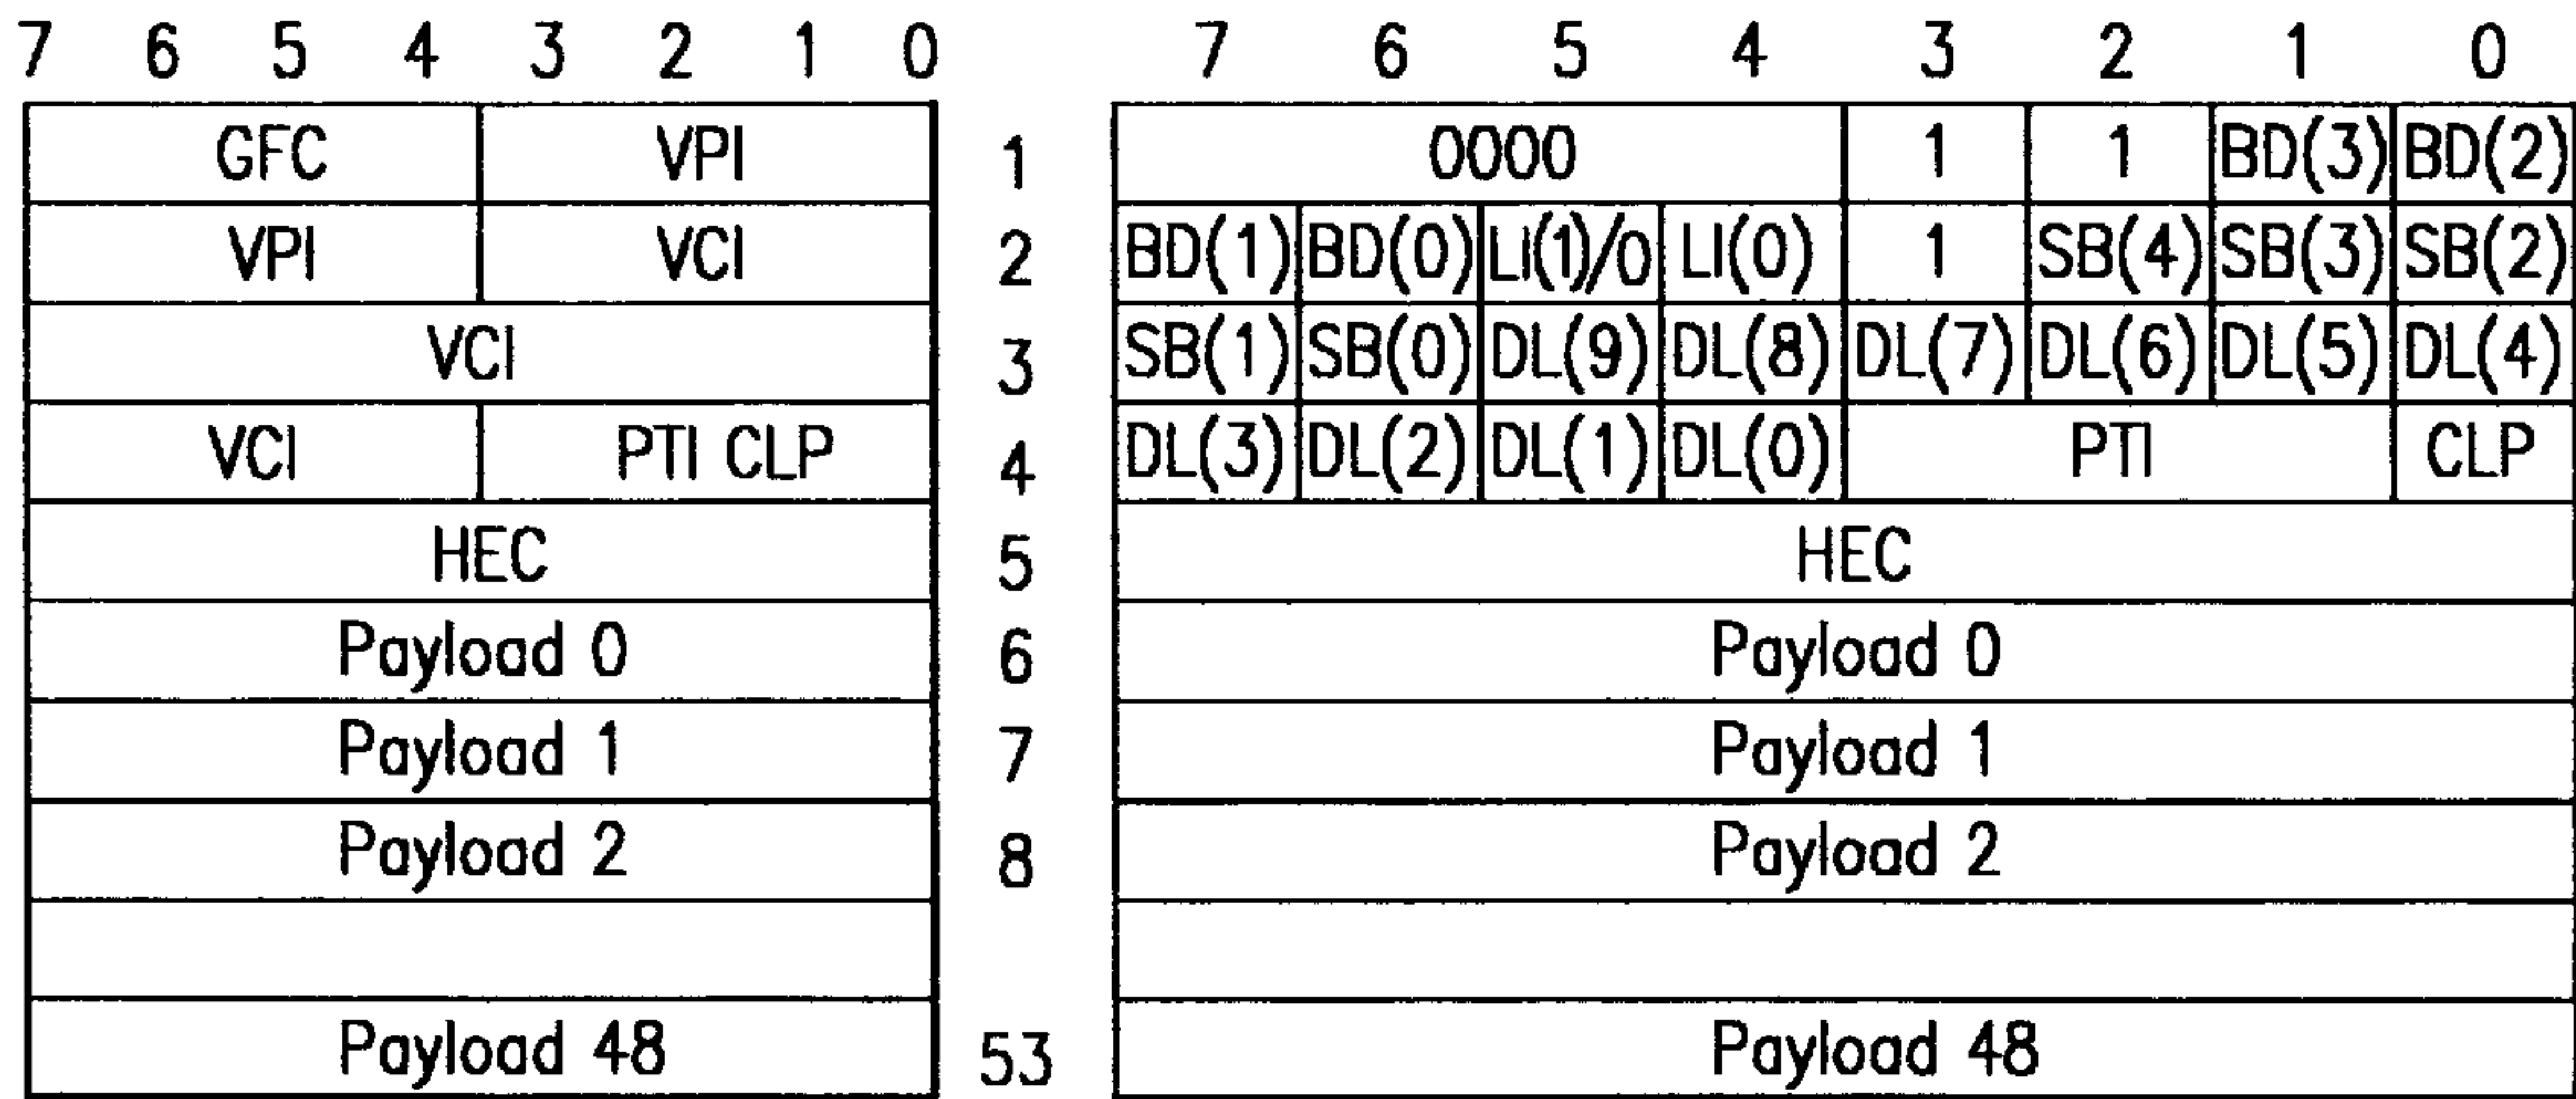 7 6 5 4 3 2 1 0 7 6 5 4 3 2 1 0
GFC VPI 1 0000 1 1 BD(3) BD(2)
VPI VCI 2 BD(1) BD(0) LI(1)/0 LI(0) 1 SB(4) SB(3) SB(2)
VCI 3 SB(1) SB(0) DL(9) DL(8) DL(7) DL(6) DL(5) DL(4)
VCI PTI CLP 4 DL(3) DL(2) DL(1) DL(0) PTI CLP
HEC 5 HEC
Payload 0 6 Payload 0
Payload 1 7 Payload 1
Payload 2 8 Payload 2
Payload 48 53 Payload 48